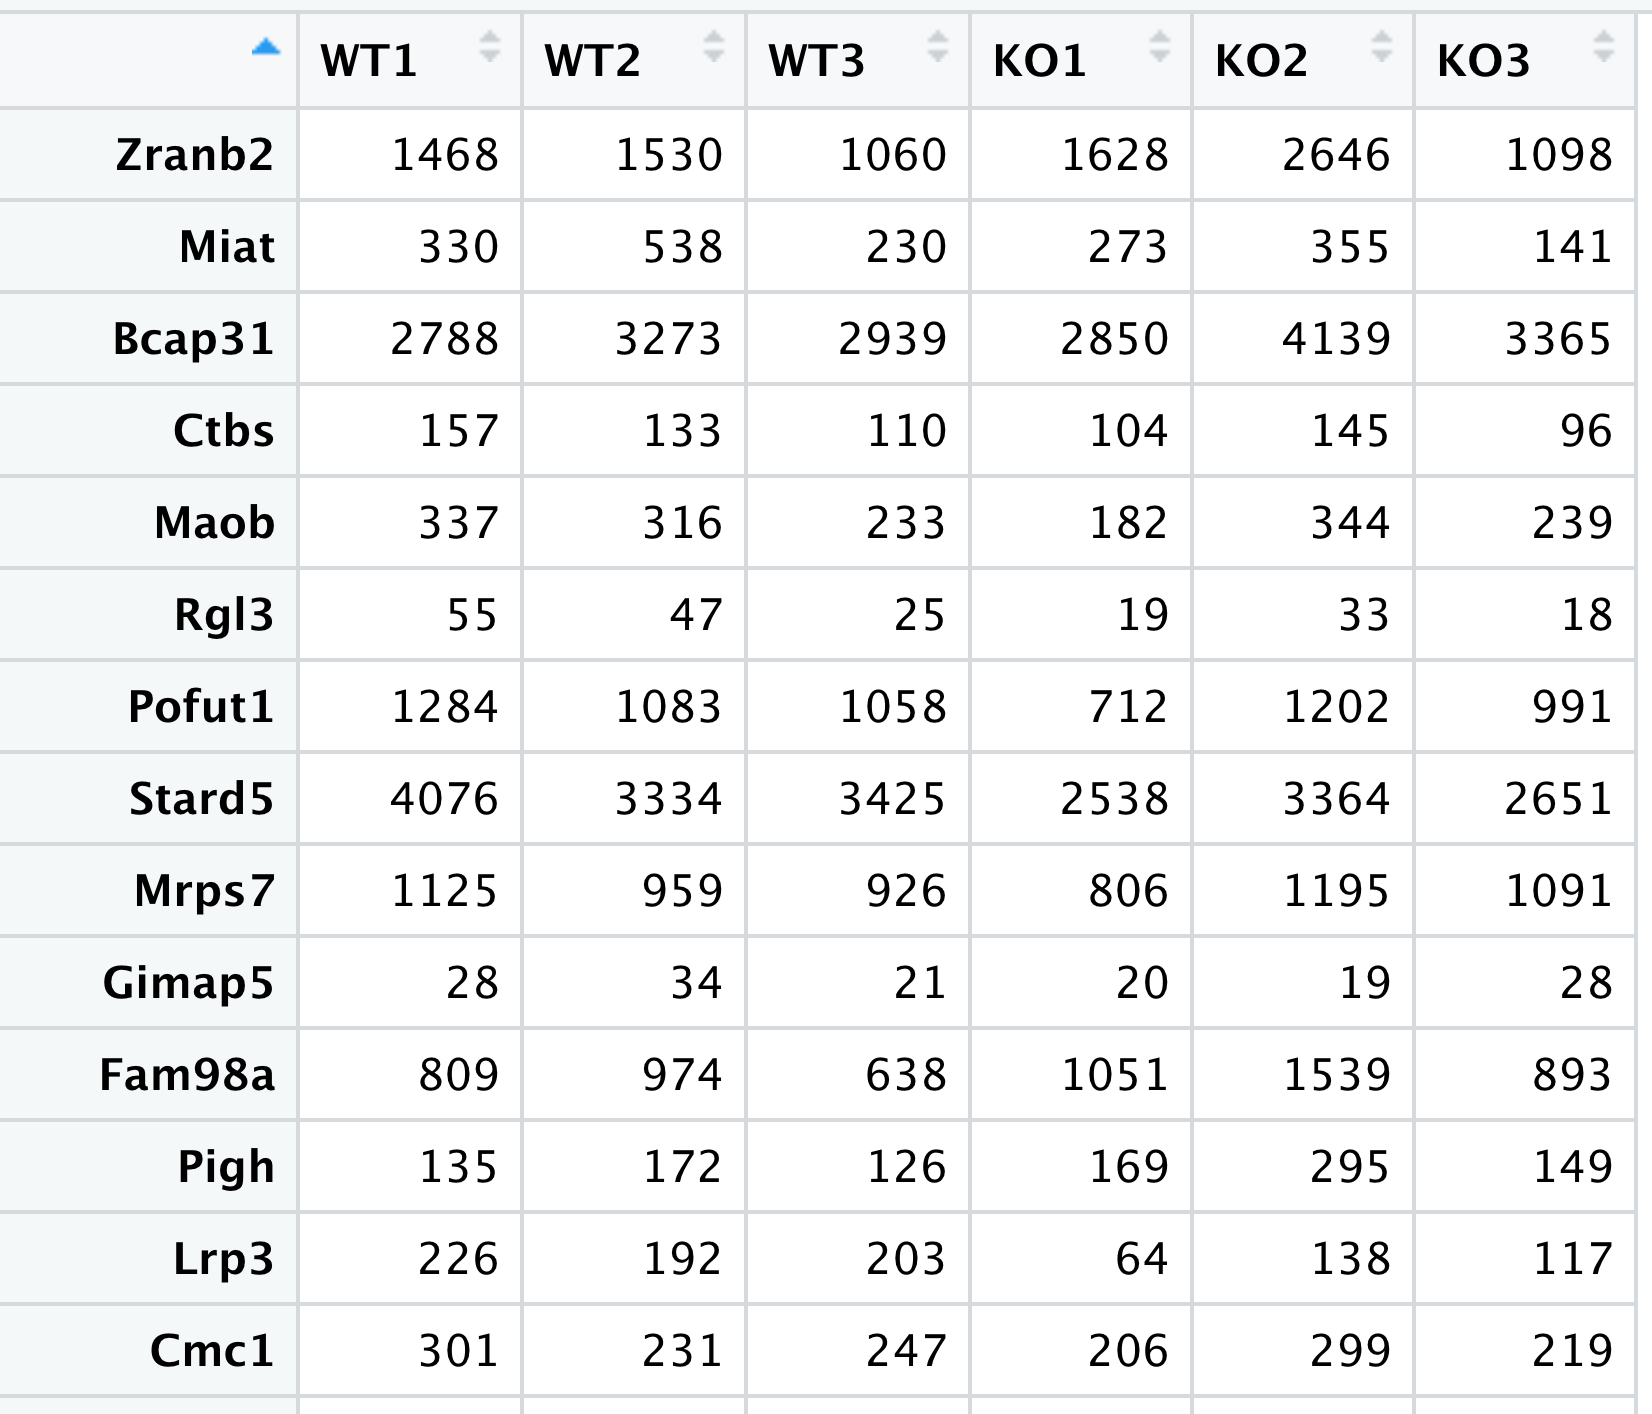 WT1 WT2 WT3 KO1 KO2 KO3
Zranb2 1468 1530 1060 1628 2646 1098
Miat 330 538 230 273 355 141
Bcap31 2788 3273 2939 2850 4139 3365
Ctbs 157 133 110 104 145 96
Maob 337 316 233 182 344 239
Rgl3 55 47 25 19 33 18
Pofut1 1284 1083 1058 712 1202 991
Stard5 4076 3334 3425 2538 3364 2651
Mrps7 1125 959 926 806 1195 1091
Gimap5 28 34 21 20 19 28
Fam98a 809 974 638 1051 1539 893
Pigh 135 172 126 169 295 149
Lrp3 226 192 203 64 138 117
Cmc1 301 231 247 206 299 219